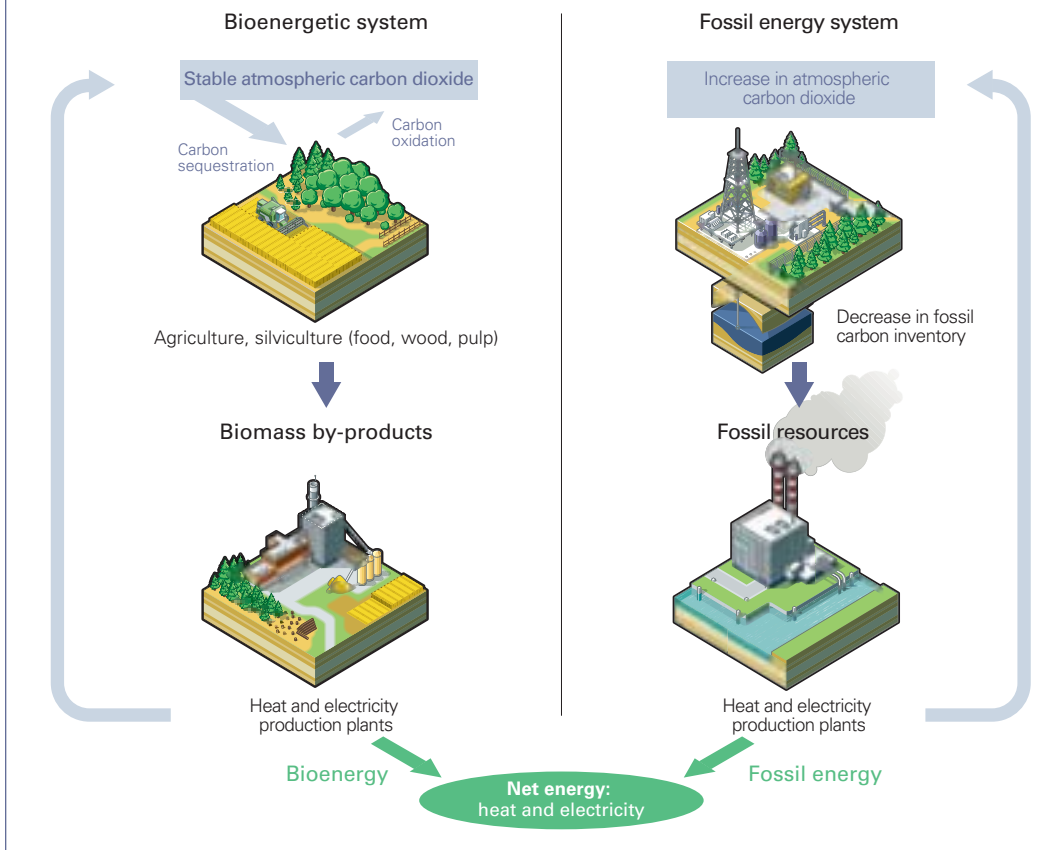 Bioenergetic system
Stable atmospheric carbon dioxide
Carbon
oxidation
Carbon
sequestration
Agriculture, silviculture (food, wood, pulp)
Biomass by-products
Heat and electricity
production plants
Bioenergy
Fossil energy system
Increase in atmospheric
carbon dioxide
Decrease in fossil
carbon inventory
Fossil resources
Heat and electricity
production plants
Fossil energy
Net energy:
heat and electricity